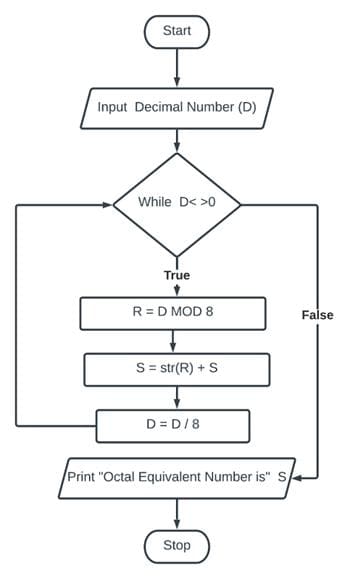 Start
Input Decimal Number (D)
While D< >0
True
R = D MOD 8
False
S = str(R) + S
D = D / 8
Print "Octal Equivalent Number is" S
Stop